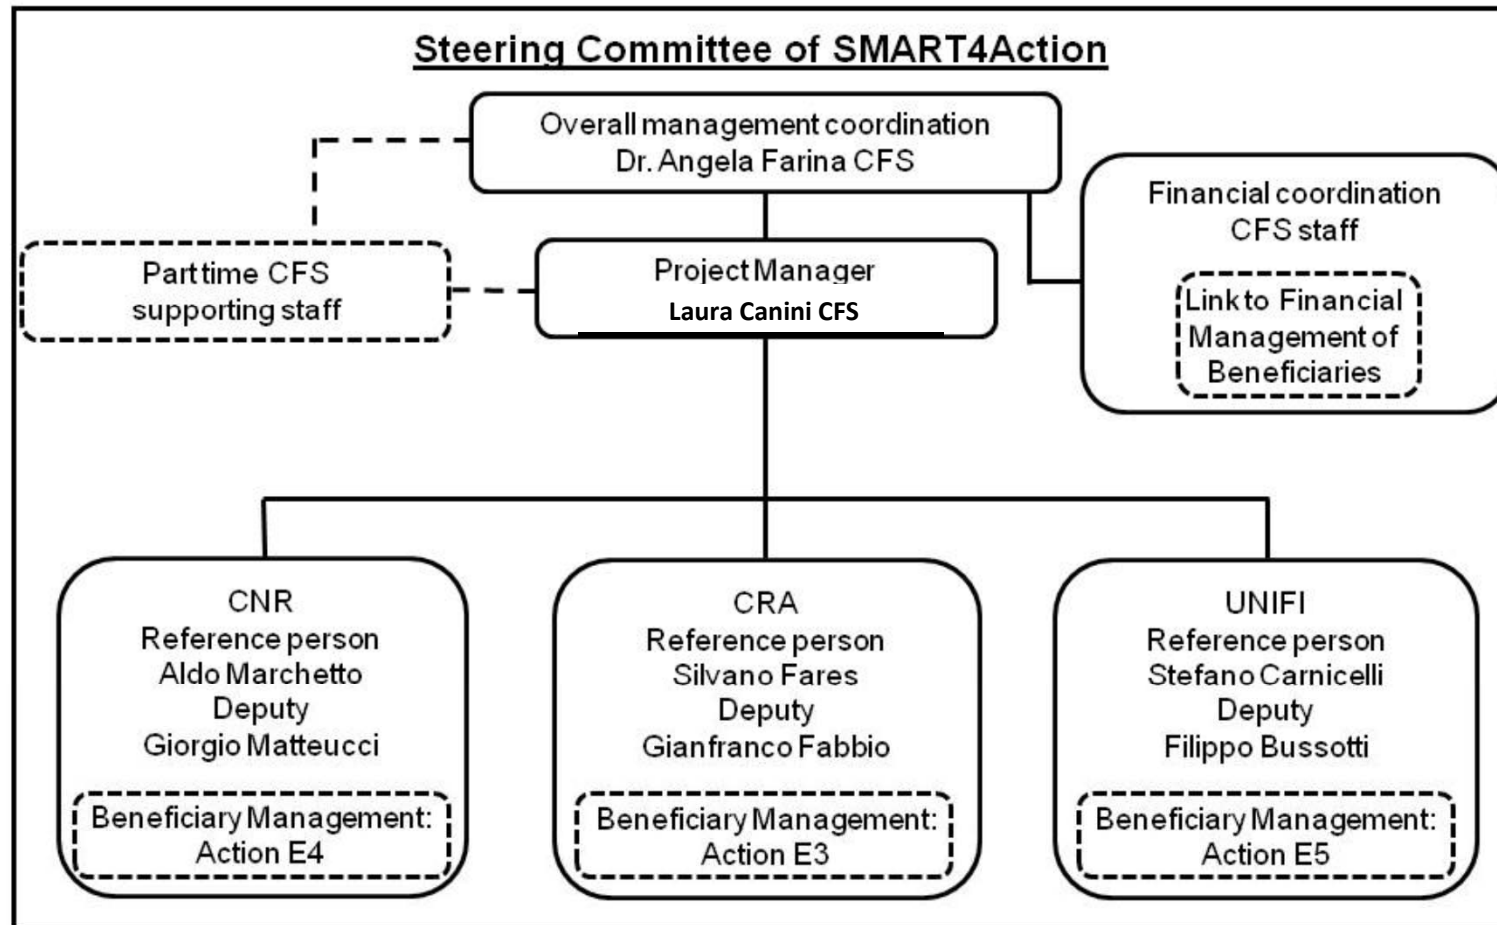 Steering Committee of SMART4Action
Overall management coordination
Dr. Angela Farina CFS
Financial coordination
CFS staff
Link to Financial
Management of
Beneficiaries
Part time CFS
supporting staff
Project Manager
Laura Canini CFS
CNR
Reference person
Aldo Marchetto
Deputy
Giorgio Matteucci
Beneficiary Management:
Action E4
CRA
Reference person
Silvano Fares
Deputy
Gianfranco Fabbio
Beneficiary Management:
Action E3
UNIFI
Reference person
Stefano Carnicelli
Deputy
Filippo Bussotti
Beneficiary Management:
Action E5